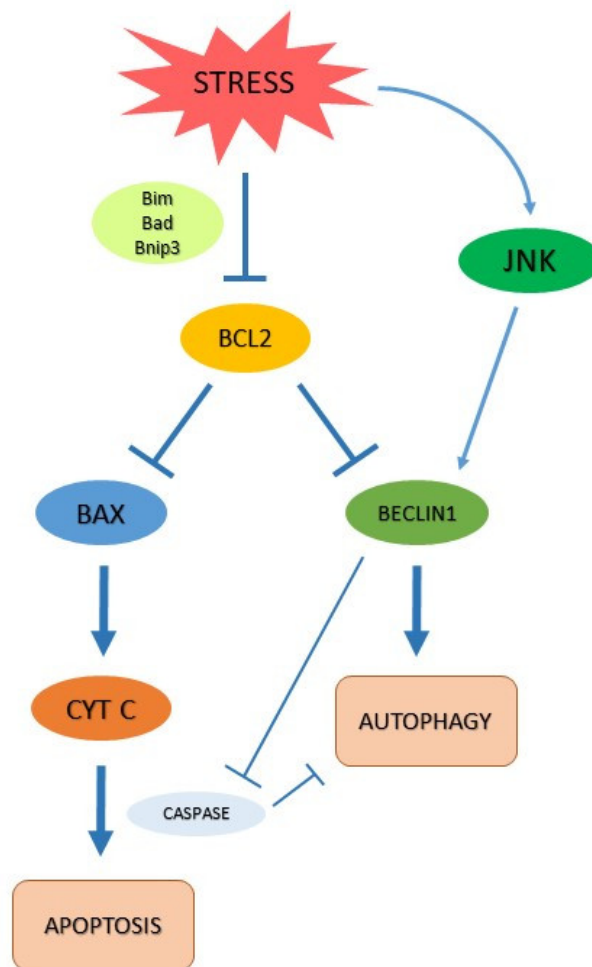 STRESS
Bim
Bad
Bnip3
JNK
BCL2
BAX
BECLIN1
CYT C
AUTOPHAGY
CASPASE
APOPTOSIS